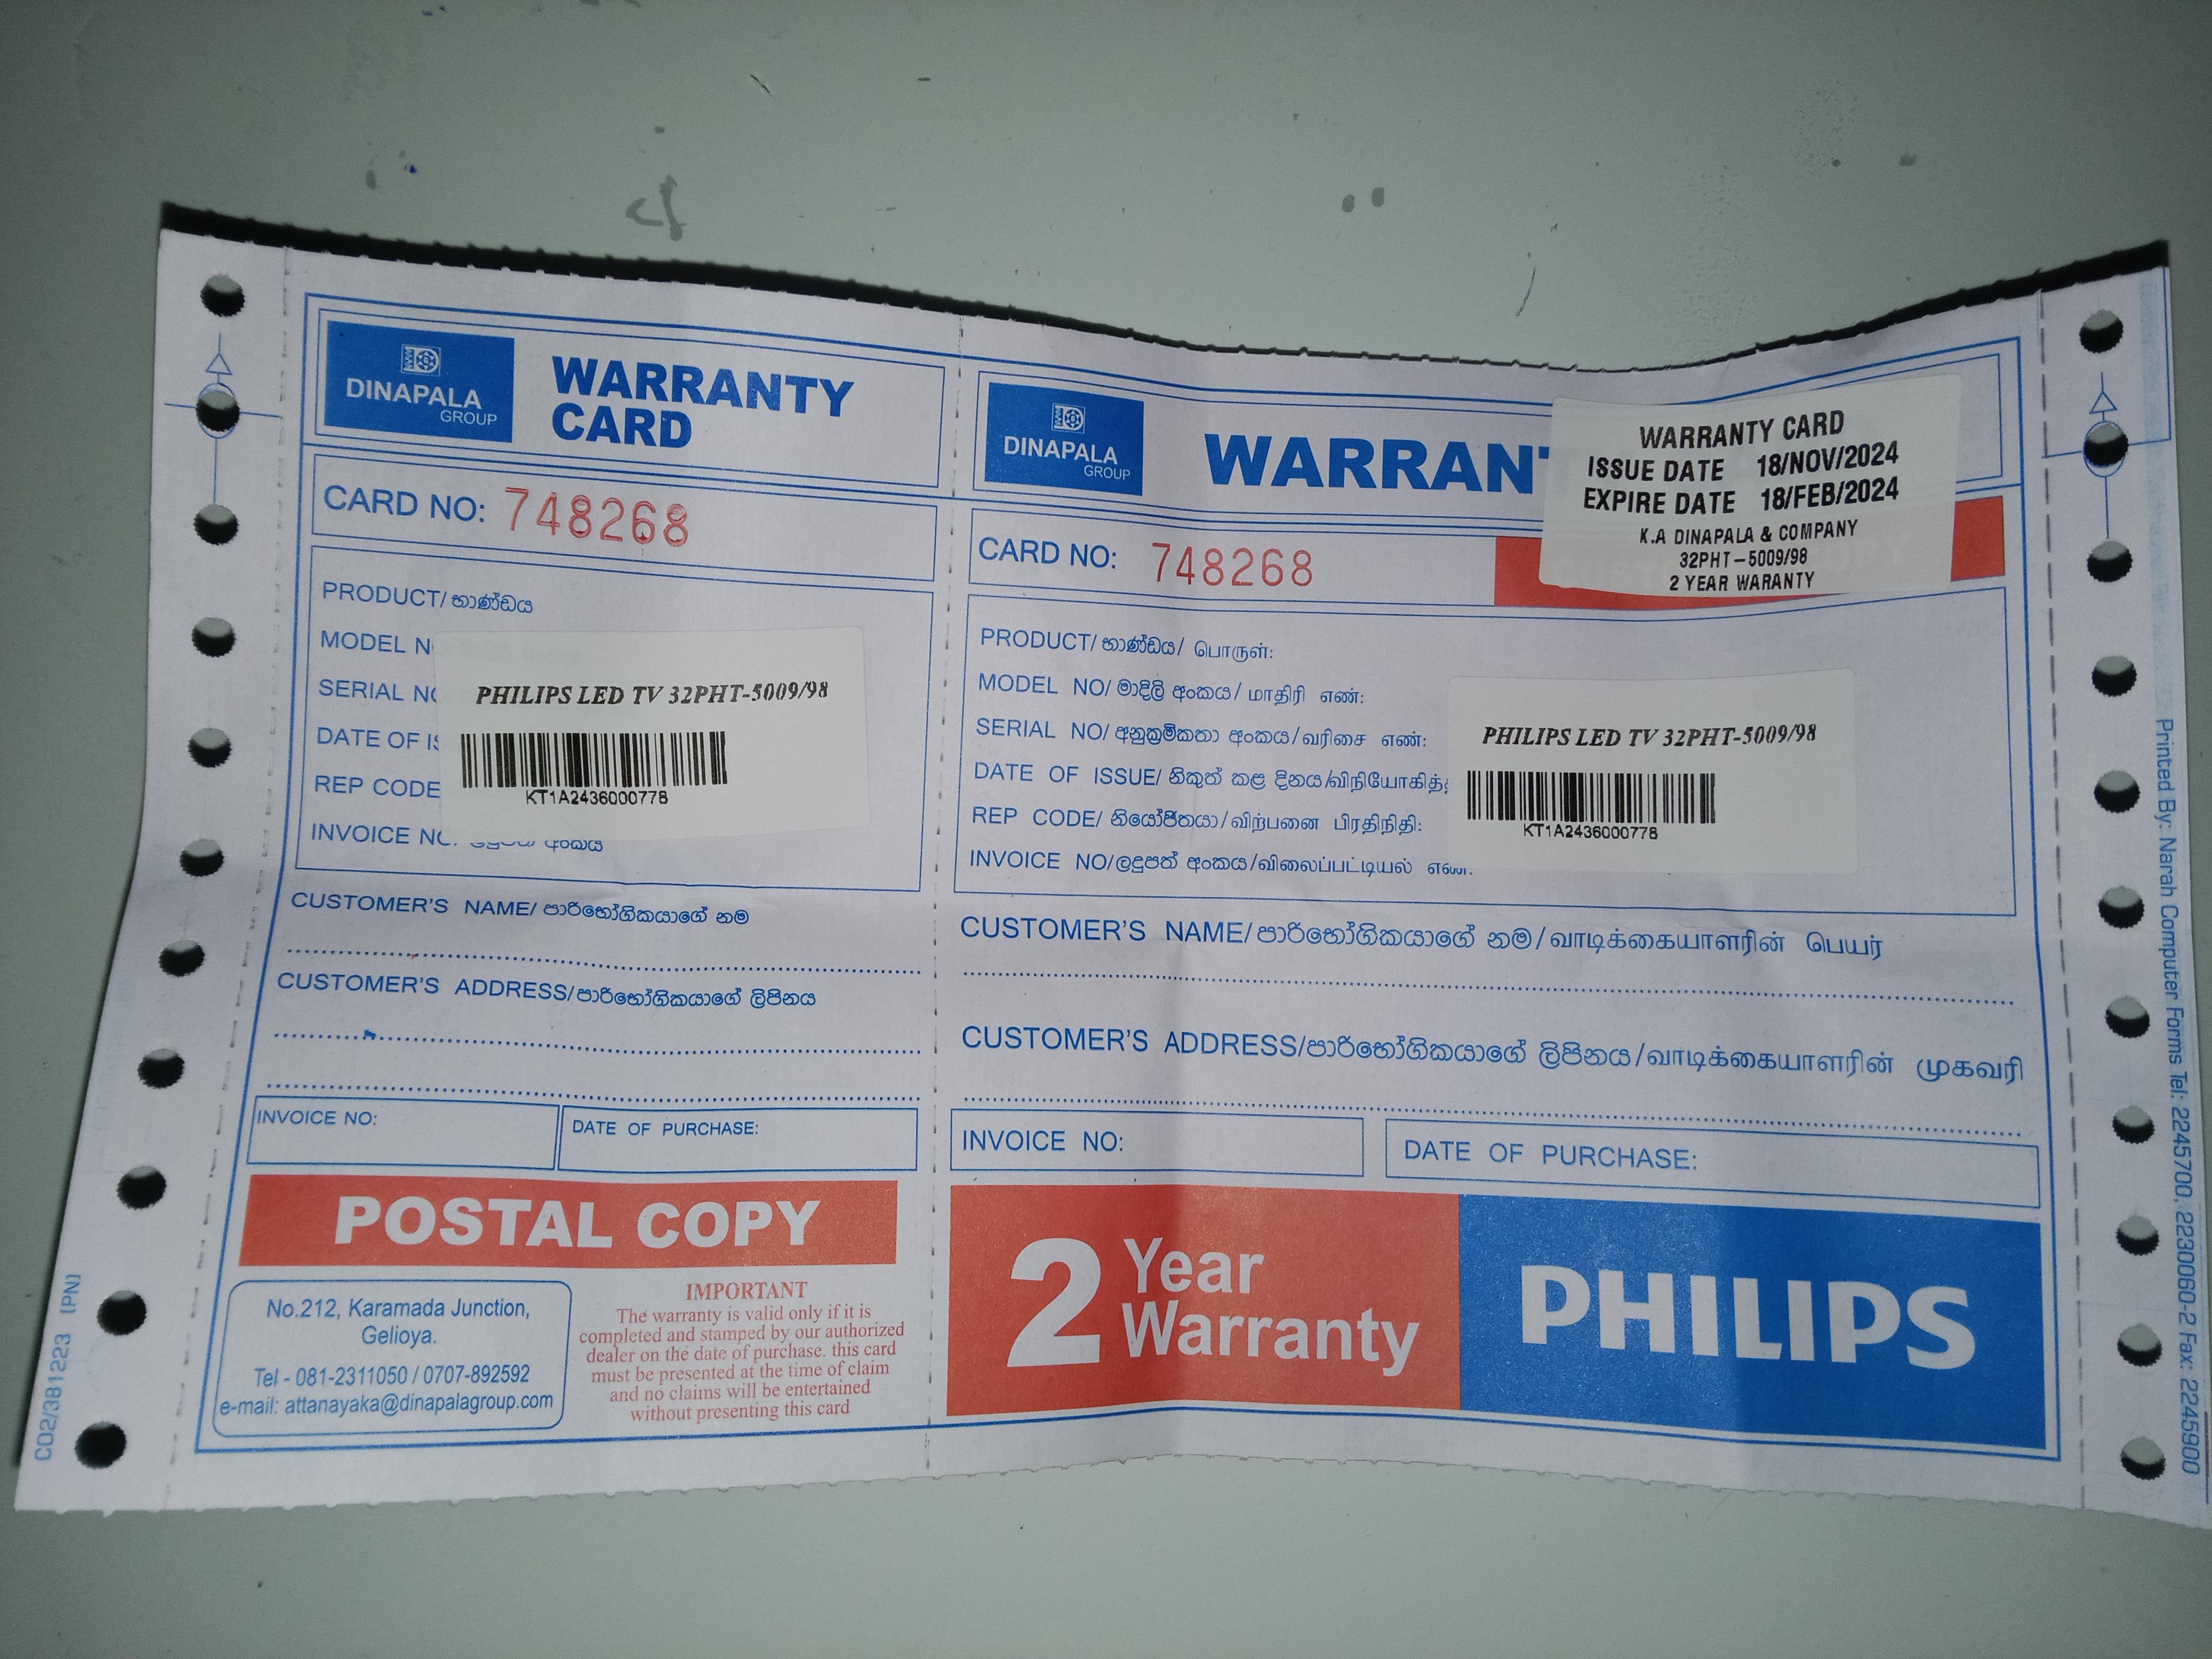 DINAPALA
GROUP
WARRANTY
CARD
CARD NO: 748268
PRODUCT/භාණ්ඩය
MODEL N
SERIAL NO
DATE OF IS
REP CODE
INVOICE NO. අංකය
PHILIPS LED TV 32PHT-5009/98
KT1A2436000778
CUSTOMER'S NAME/පාරිභෝගිකයාගේ නම
CUSTOMER'S ADDRESS/පාරිභෝගිකයාගේ ලිපිනය
INVOICE NO:
DATE OF PURCHASE:
POSTAL COPY
No.212, Karamada Junction,
Gelioya.
Tel - 081-2311050 / 0707-892592
e-mail: attanayaka@dinapalagroup.com
IMPORTANT
The warranty is valid only if it is
completed and stamped by our authorized
dealer on the date of purchase. this card
must be presented at the time of claim
and no claims will be entertained
without presenting this card
DINAPALA
GROUP
WARRAN
WARRANTY CARD
ISSUE DATE 18/NOV/2024
EXPIRE DATE 18/FEB/2024
K.A DINAPALA & COMPANY
32PHT-5009/98
2 YEAR WARANTY
CARD NO: 748268
PRODUCT/භාණ්ඩය/ பொருள்:
MODEL NO/මාදිලි අංකය/ மாதிரி எண்:
SERIAL NO/අනුක්‍රමිකතා අංකය/வரிசை எண்:
DATE OF ISSUE/ නිකුත් කළ දිනය/விநியோகித்
REP CODE/ නියෝජිතයා/விற்பனை பிரதிநிதி:
INVOICE NO/ලදුපත් අංකය/விலைப்பட்டியல் எண்.
PHILIPS LED TV 32PHT-5009/98
KT1A2436000778
CUSTOMER'S NAME/පාරිභෝගිකයාගේ නම/வாடிக்கையாளரின் பெயர்
CUSTOMER'S ADDRESS/පාරිභෝගිකයාගේ ලිපිනය/வாடிக்கையாளரின் முகவரி
INVOICE NO:
DATE OF PURCHASE:
2 Year
Warranty
PHILIPS
CO2/381223 (PN)
Printed By: Narah Computer Forms Tel: 2245700, 2230060-2 Fax: 2245900